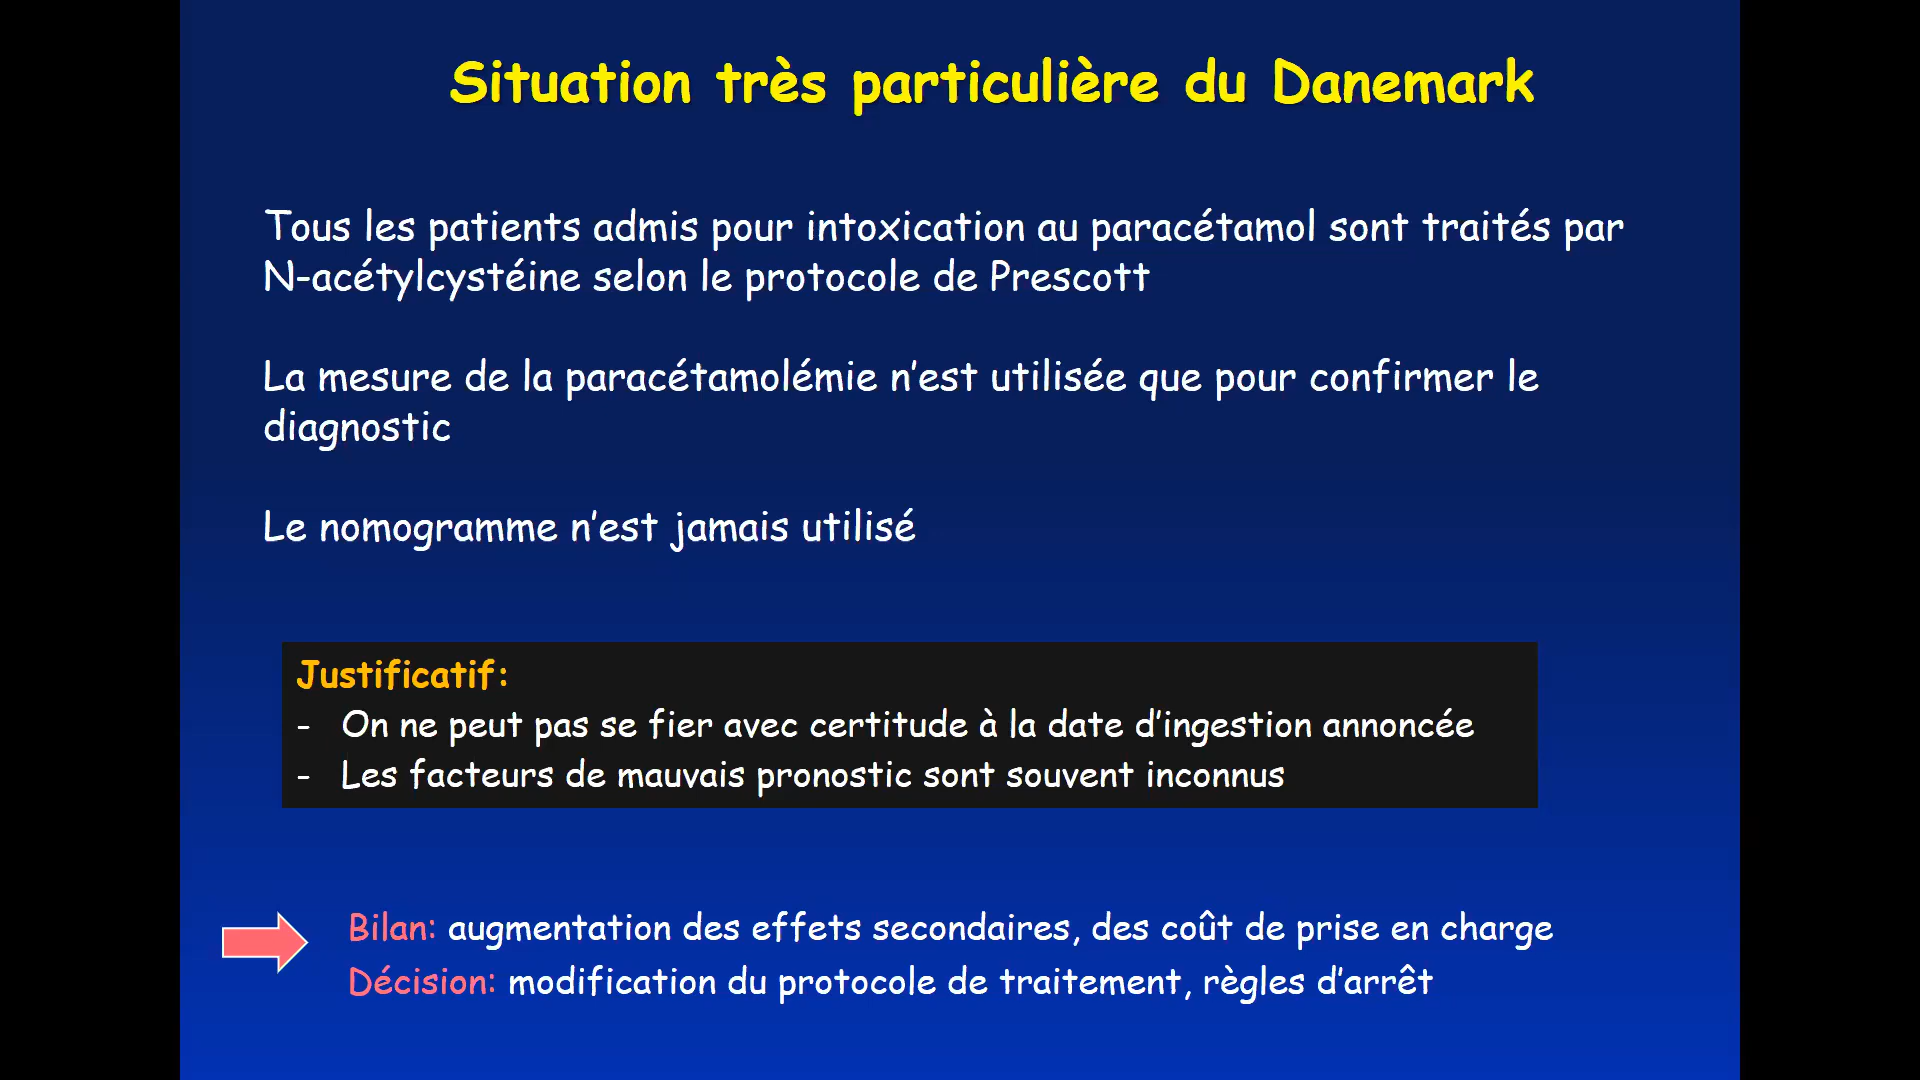 Situation très particulière du Danemark
Tous les patients admis pour intoxication au paracétamol sont traités par
N-acétylcystéine selon le protocole de Prescott
La mesure de la paracétamolémie n’est utilisée que pour confirmer le
diagnostic
Le nomogramme n’est jamais utilisé
Justificatif:
- On ne peut pas se fier avec certitude à la date d’ingestion annoncée
- Les facteurs de mauvais pronostic sont souvent inconnus
Bilan: augmentation des effets secondaires, des coût de prise en charge
Décision: modification du protocole de traitement, règles d’arrêt